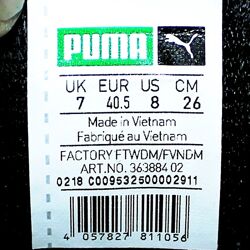 PUMA
UK EUR US CM
7 40.5 8 26
Made in Vietnam
Fabriqué au Vietnam
FACTORY FTWDM/FVNDM
ART.NO. 363884 02
0218 C009532500002911
4 057827 811056